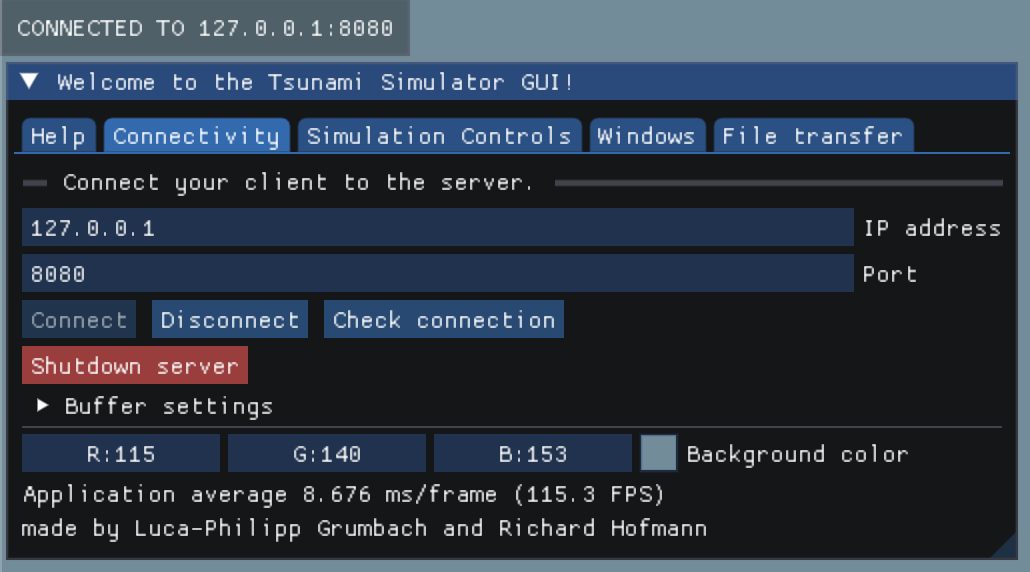 CONNECTED TO 127.0.0.1:8080
Welcome to the Tsunami Simulator GUI!
Help Connectivity Simulation Controls Windows File transfer
Connect your client to the server.
127.0.0.1 IP address
8080 Port
Connect Disconnect Check connection
Shutdown server
Buffer settings
R:115 G:140 B:153 Background color
Application average 8.676 ms/frame (115.3 FPS)
made by Luca-Philipp Grumbach and Richard Hofmann